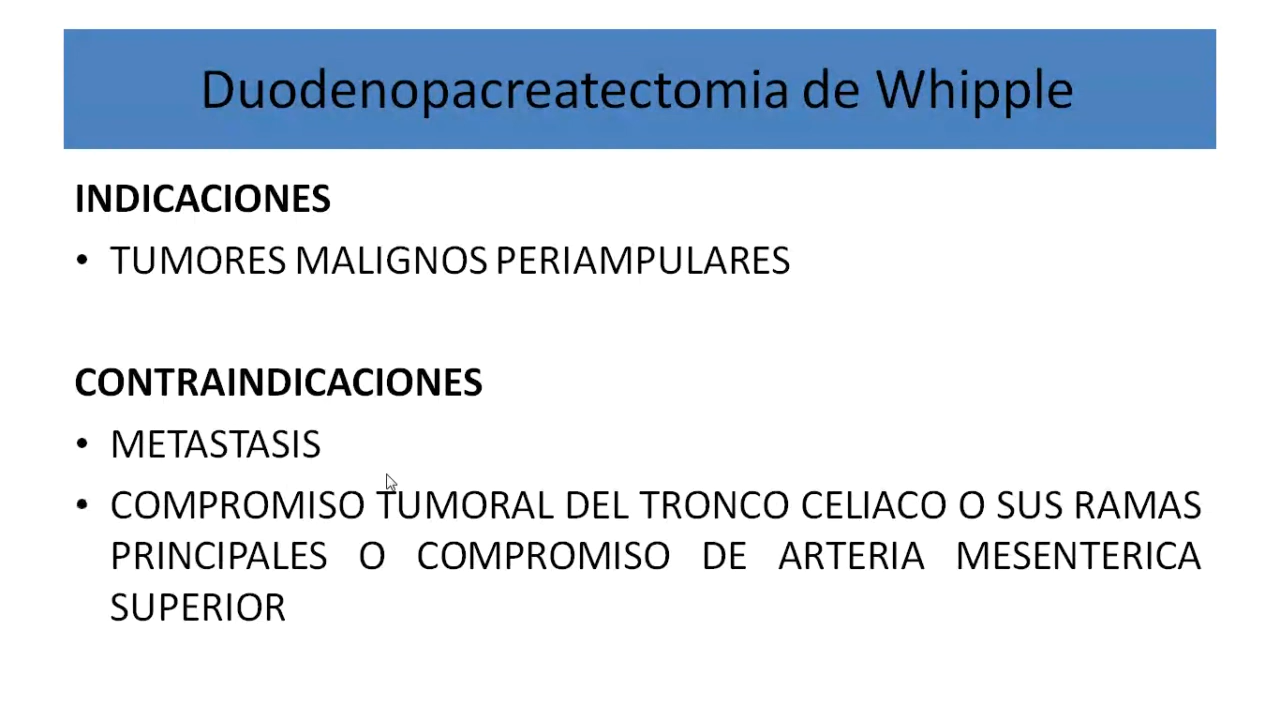 Duodenopacreatectomia de Whipple
INDICACIONES
• TUMORES MALIGNOS PERIAMPULARES
CONTRAINDICACIONES
• METASTASIS
• COMPROMISO TUMORAL DEL TRONCO CELIACO O SUS RAMAS
PRINCIPALES O COMPROMISO DE ARTERIA MESENTERICA
SUPERIOR